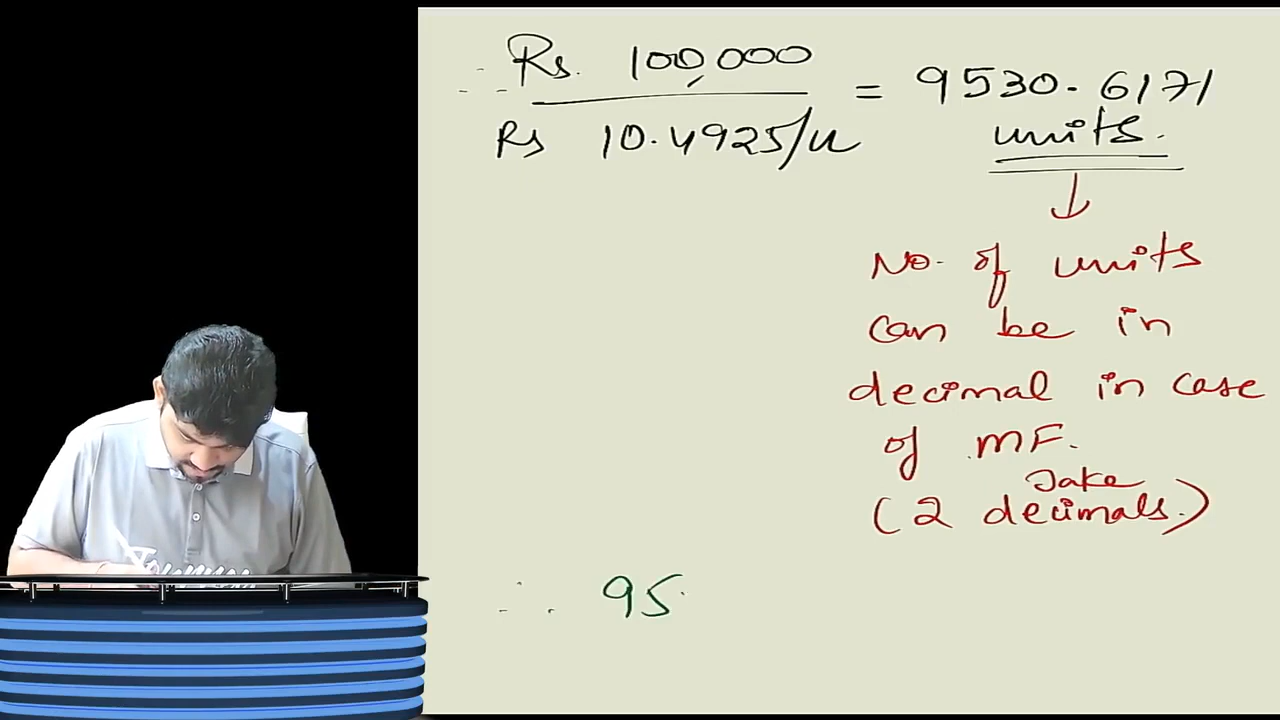 ∴ Rs. 100,000 = 9530.6171
Rs 10.4925/u units.
↓
No. of units
can be in
decimal in case
of MF.
Take
(2 decimals.)
∴ 95